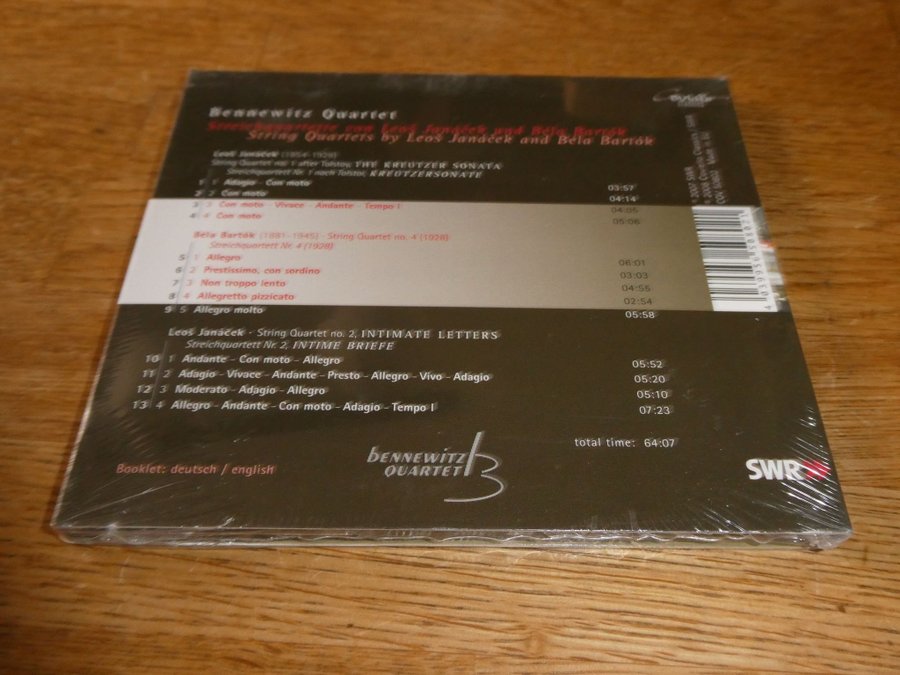 Bennewitz Quartet
Streichquartette von Leoš Janáček und Béla Bartók
String Quartets by Leoš Janáček and Béla Bartók
Leoš Janáček (1854-1928)
String Quartet no. 1 after Tolstoy, THE KREUTZER SONATA
Streichquartett Nr. 1 nach Tolstoi, KREUTZERSONATE
1 1 Adagio - Con moto 03:57
2 2 Con moto 04:14
3 3 Con moto - Vivace - Andante - Tempo I 04:05
4 4 Con moto 05:06
Béla Bartók (1881-1945) - String Quartet no. 4 (1928)
Streichquartett Nr. 4 (1928)
5 1 Allegro 06:01
6 2 Prestissimo, con sordino 03:03
7 3 Non troppo lento 04:55
8 4 Allegretto pizzicato 02:54
9 5 Allegro molto 05:58
Leoš Janáček - String Quartet no. 2, INTIMATE LETTERS
Streichquartett Nr. 2, INTIME BRIEFE
10 1 Andante - Con moto - Allegro 05:52
11 2 Adagio - Vivace - Andante - Presto - Allegro - Vivo - Adagio 05:20
12 3 Moderato - Adagio - Allegro 05:10
13 4 Allegro - Andante - Con moto - Adagio - Tempo I 07:23
total time: 64:07
BENNEWITZ
QUARTET
Booklet: deutsch / english
SWR